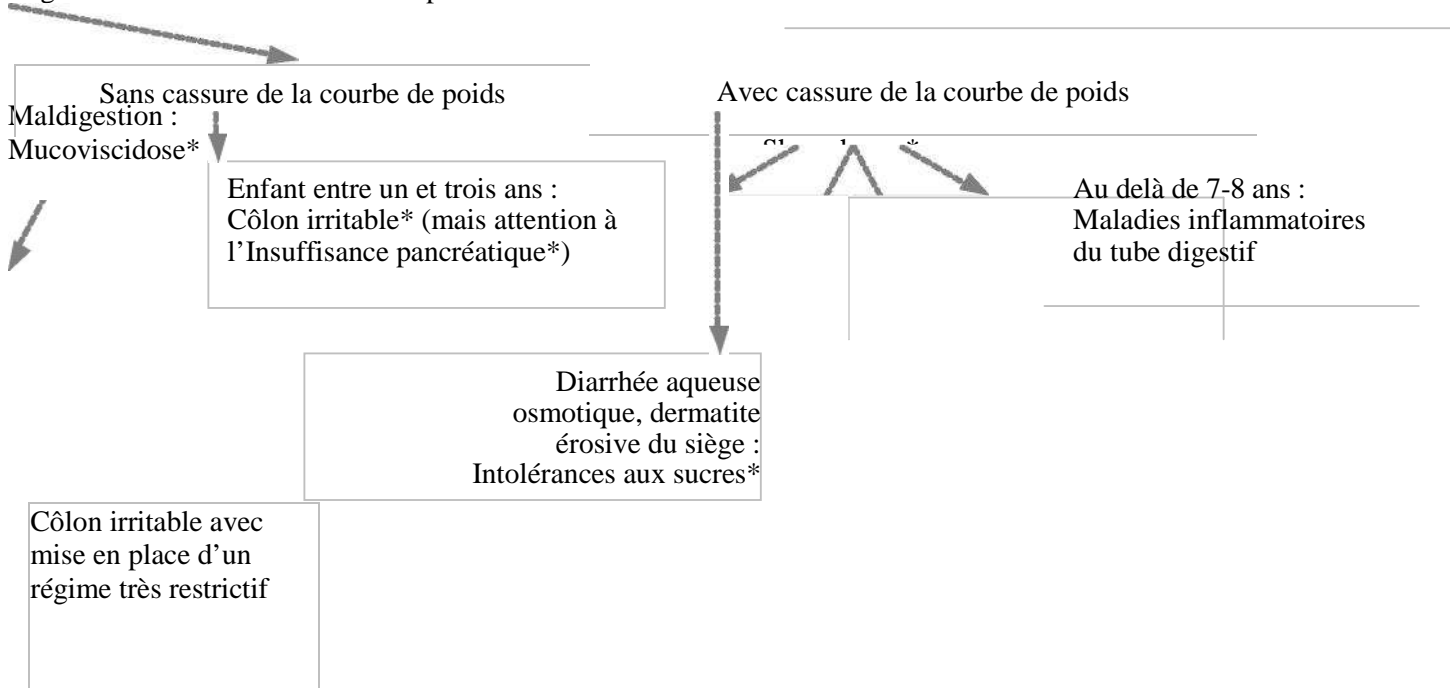 Sans cassure de la courbe de poids
Avec cassure de la courbe de poids
Maldigestion :
Mucoviscidose*
Enfant entre un et trois ans :
Côlon irritable* (mais attention à
l’Insuffisance pancréatique*)
Au delà de 7-8 ans :
Maladies inflammatoires
du tube digestif
Diarrhée aqueuse
osmotique, dermatite
érosive du siège :
Intolérances aux sucres*
Côlon irritable avec
mise en place d’un
régime très restrictif